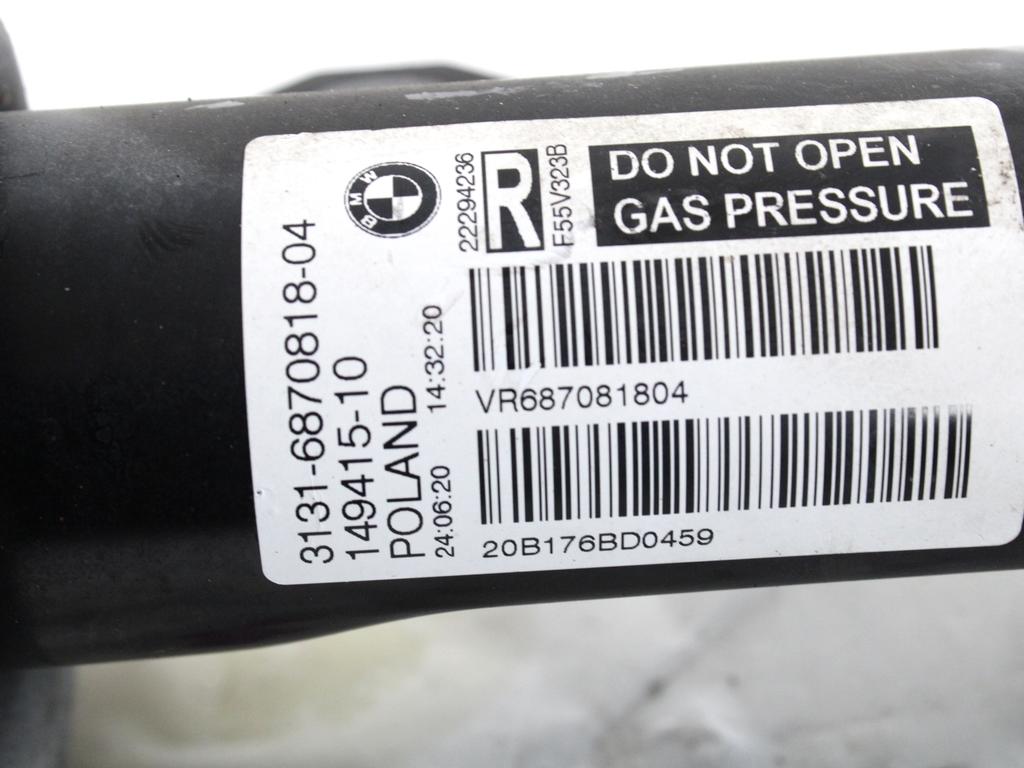 BMW
3131-6870818-04
149415-10
POLAND
24:06:20 14:32:20
22294236
R
F55V323B
DO NOT OPEN
GAS PRESSURE
VR687081804
20B176BD0459